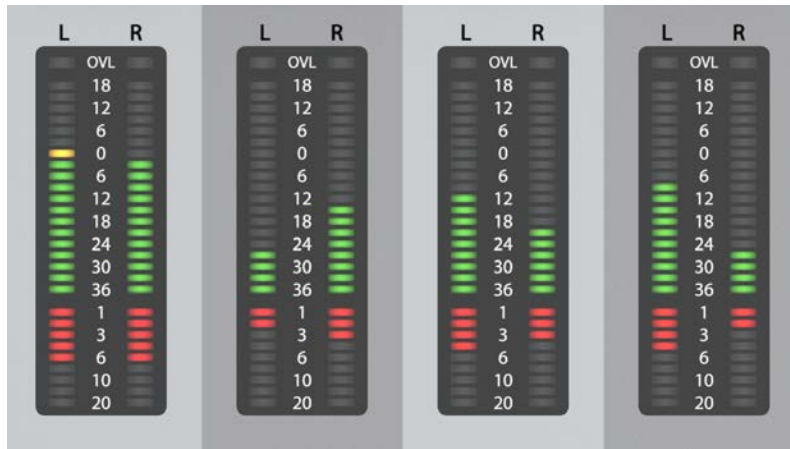 L R L R L R L R
OVL OVL OVL OVL
18 18 18 18
12 12 12 12
6 6 6 6
0 0 0 0
6 6 6 6
12 12 12 12
18 18 18 18
24 24 24 24
30 30 30 30
36 36 36 36
1 1 1 1
3 3 3 3
6 6 6 6
10 10 10 10
20 20 20 20